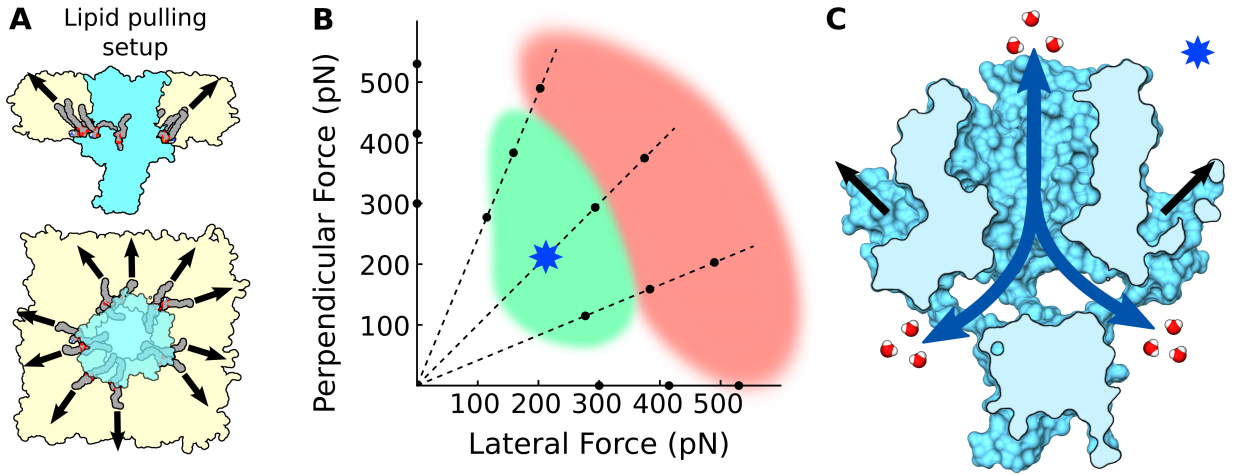 A
Lipid pulling
setup
B
Perpendicular Force (pN)
500
400
300
200
100
100 200 300 400 500
Lateral Force (pN)
C